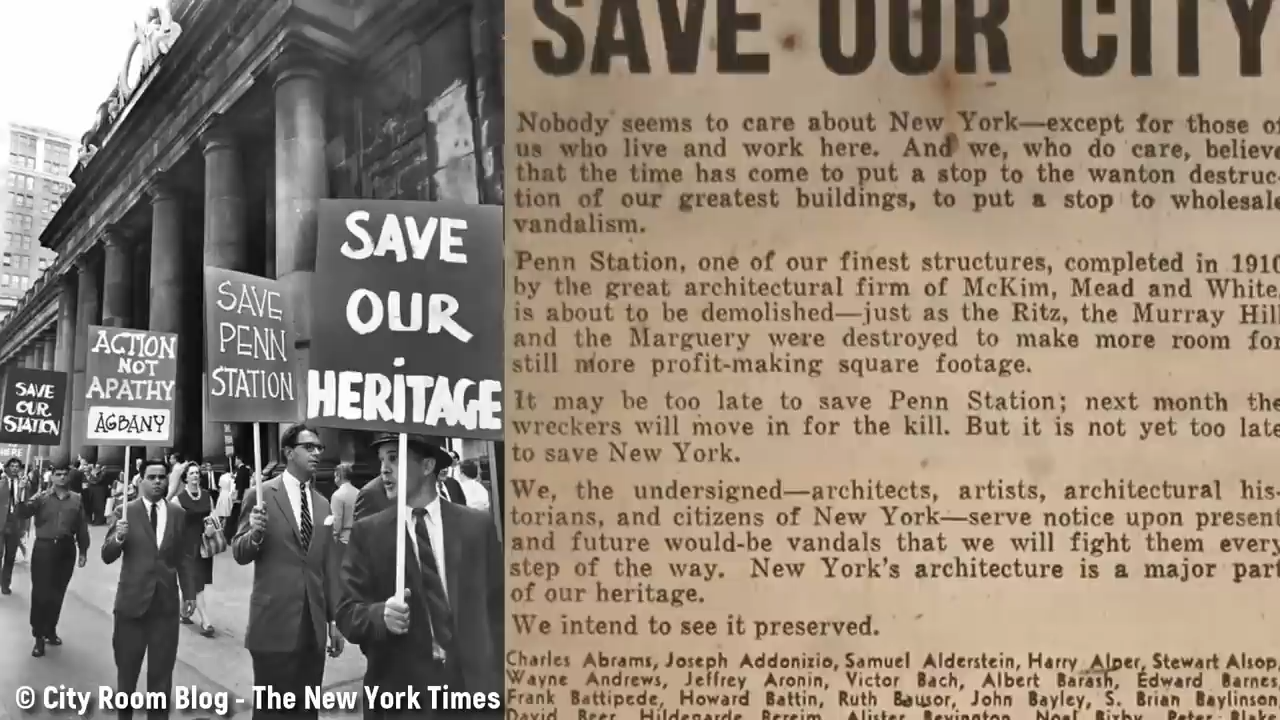 SAVE
OUR
STATION
HERE
ACTION
NOT
APATHY
AGBANY
SAVE
PENN
STATION
SAVE
OUR
HERITAGE
© City Room Blog - The New York Times
SAVE OUR CITY
Nobody seems to care about New York—except for those of
us who live and work here. And we, who do care, believe
that the time has come to put a stop to the wanton destruc-
tion of our greatest buildings, to put a stop to wholesale
vandalism.
Penn Station, one of our finest structures, completed in 1910
by the great architectural firm of McKim, Mead and White,
is about to be demolished—just as the Ritz, the Murray Hill
and the Marguery were destroyed to make more room for
still more profit-making square footage.
It may be too late to save Penn Station; next month the
wreckers will move in for the kill. But it is not yet too late
to save New York.
We, the undersigned—architects, artists, architectural his-
torians, and citizens of New York—serve notice upon present
and future would-be vandals that we will fight them every
step of the way. New York's architecture is a major part
of our heritage.
We intend to see it preserved.
Charles Abrams, Joseph Addonizio, Samuel Alderstein, Harry Alper, Stewart Alsop,
Wayne Andrews, Jeffrey Aronin, Victor Bach, Albert Barash, Edward Barnes,
Frank Battipede, Howard Battin, Ruth Bausor, John Bayley, S. Brian Baylinson,
David Beer, Hildegarde Bereim, Alister Bevington, Noel